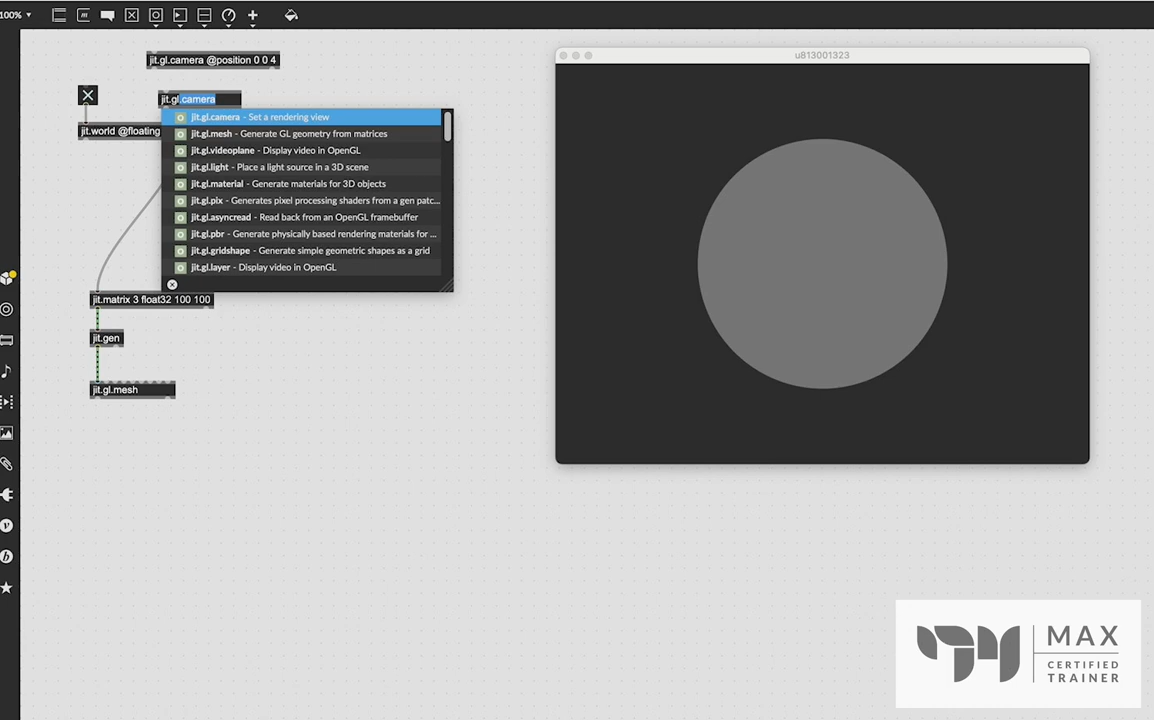 100%
jit.gl.camera @position 0 0 4
u813001323
jit.gl.camera
jit.world @floating
jit.gl.camera - Set a rendering view
jit.gl.mesh - Generate GL geometry from matrices
jit.gl.videoplane - Display video in OpenGL
jit.gl.light - Place a light source in a 3D scene
jit.gl.material - Generate materials for 3D objects
jit.gl.pix - Generates pixel processing shaders from a gen patc...
jit.gl.asyncread - Read back from an OpenGL framebuffer
jit.gl.pbr - Generate physically based rendering materials for ...
jit.gl.gridshape - Generate simple geometric shapes as a grid
jit.gl.layer - Display video in OpenGL
jit.matrix 3 float32 100 100
jit.gen
jit.gl.mesh
MAX
CERTIFIED
TRAINER